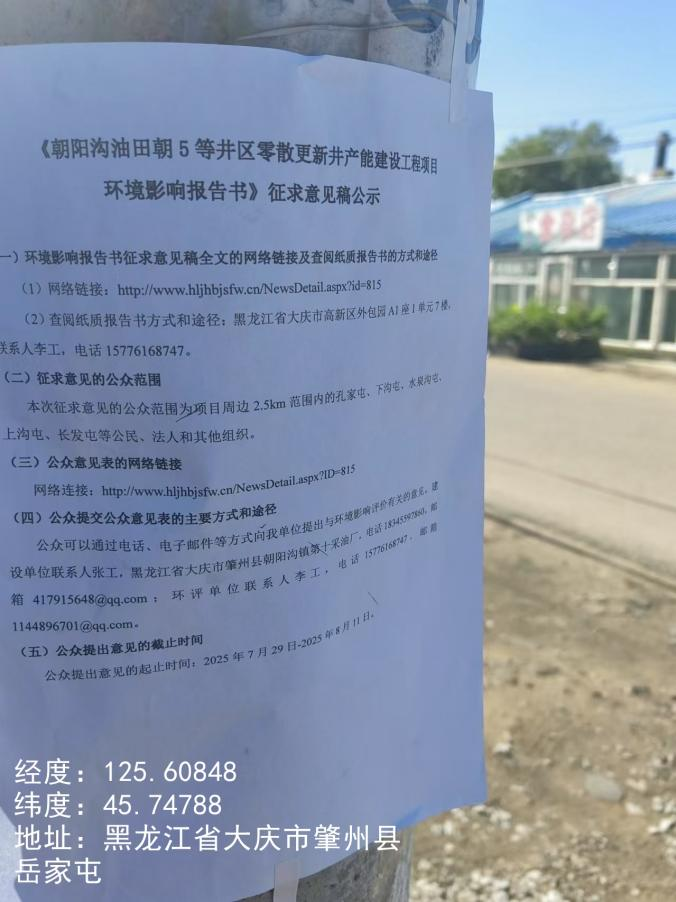 《朝阳沟油田朝 5 等井区零散更新井产能建设工程项目
环境影响报告书》征求意见稿公示
一）环境影响报告书征求意见稿全文的网络链接及查阅纸质报告书的方式和途径
（1）网络链接：http://www.hljhbjsfw.cn/NewsDetail.aspx?id=815
（2）查阅纸质报告书方式和途径：黑龙江省大庆市高新区外包园 A1 座 1 单元 7 楼，
联系人李工，电话 15776168747。
（二）征求意见的公众范围
本次征求意见的公众范围为项目周边 2.5km 范围内的孔家屯、下沟屯、水泉沟屯、
上沟屯、长发屯等公民、法人和其他组织。
（三）公众意见表的网络链接
网络连接：http://www.hljhbjsfw.cn/NewsDetail.aspx?ID=815
（四）公众提交公众意见表的主要方式和途径
公众可以通过电话、电子邮件等方式向我单位提出与环境影响评价有关的意见。建
设单位联系人张工，黑龙江省大庆市肇州县朝阳沟镇第十采油厂，电话 18345597860，邮
箱 417915648@qq.com；环评单位联系人李工，电话 15776168747，邮箱
1144896701@qq.com。
（五）公众提出意见的截止时间
公众提出意见的起止时间：2025 年 7 月 29 日-2025 年 8 月 11 日。
经度：125.60848
纬度：45.74788
地址：黑龙江省大庆市肇州县
岳家屯